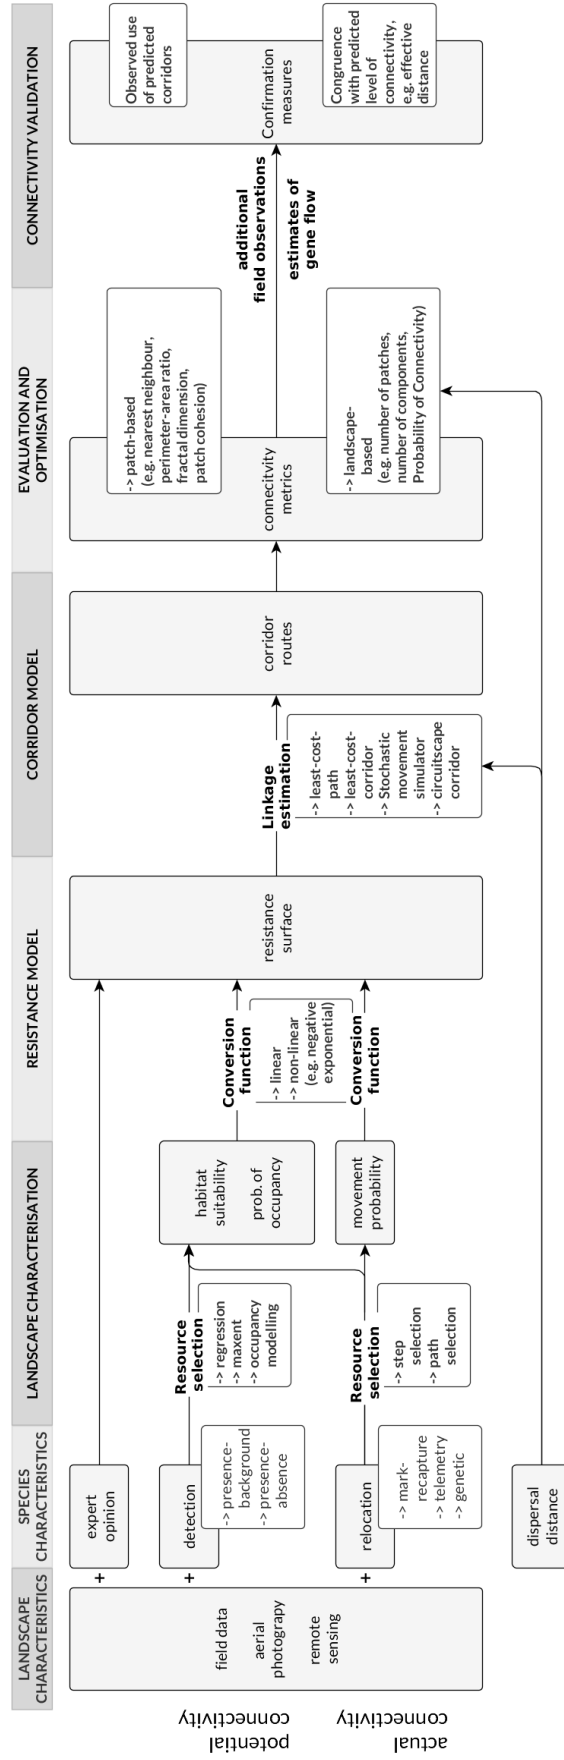 LANDSCAPE
CHARACTERISTICS
SPECIES
CHARACTERISTICS
LANDSCAPE CHARACTERISATION
RESISTANCE MODEL
CORRIDOR MODEL
EVALUATION AND
OPTIMISATION
CONNECTIVITY VALIDATION
potential
connectivity
actual
connectivity
field data
aerial
photograpy
remote
sensing
+
+
+
expert
opinion
detection
-> presence-
background
-> presence-
absence
relocation
-> mark-
recapture
-> telemetry
-> genetic
dispersal
distance
Resource
selection
-> regression
-> maxent
-> occupancy
modelling
Resource
selection
-> step
selection
-> path
selection
habitat
suitability
prob. of
occupancy
movement
probability
Conversion
function
-> linear
-> non-linear
(e.g. negative
exponential)
Conversion
function
resistance
surface
Linkage
estimation
-> least-cost-
path
-> least-cost-
corridor
-> Stochastic
movement
simulator
-> circuitscape
corridor
corridor
routes
connecitvity
metrics
-> patch-based
(e.g. nearest neighbour,
perimeter-area ratio,
fractal dimension,
patch cohesion)
-> landscape-
based
(e.g. number of patches,
number of components,
Probability of Connectivity)
additional
field observations
estimates of
gene flow
Confirmation
measures
Observed use
of predicted
corridors
Congruence
with predicted
level of
connectivity,
e.g. effective
distance